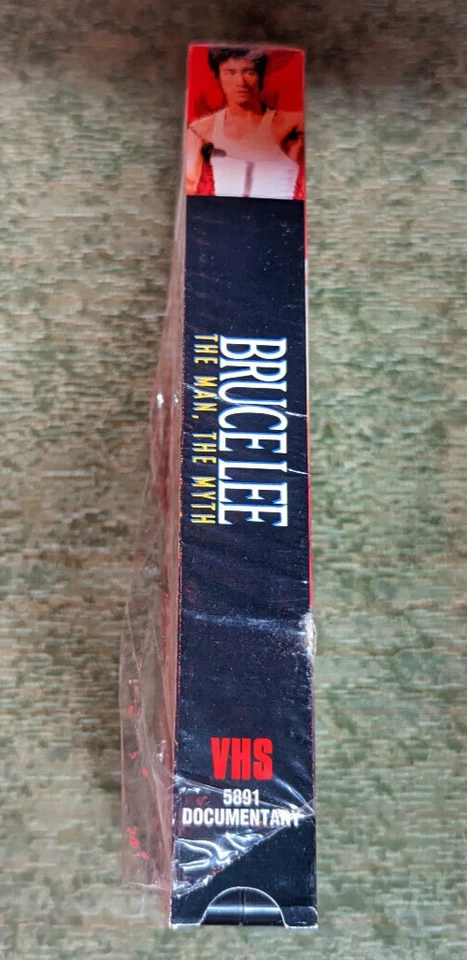 BRUCE LEE
THE MAN, THE MYTH
VHS
5891
DOCUMENTARY